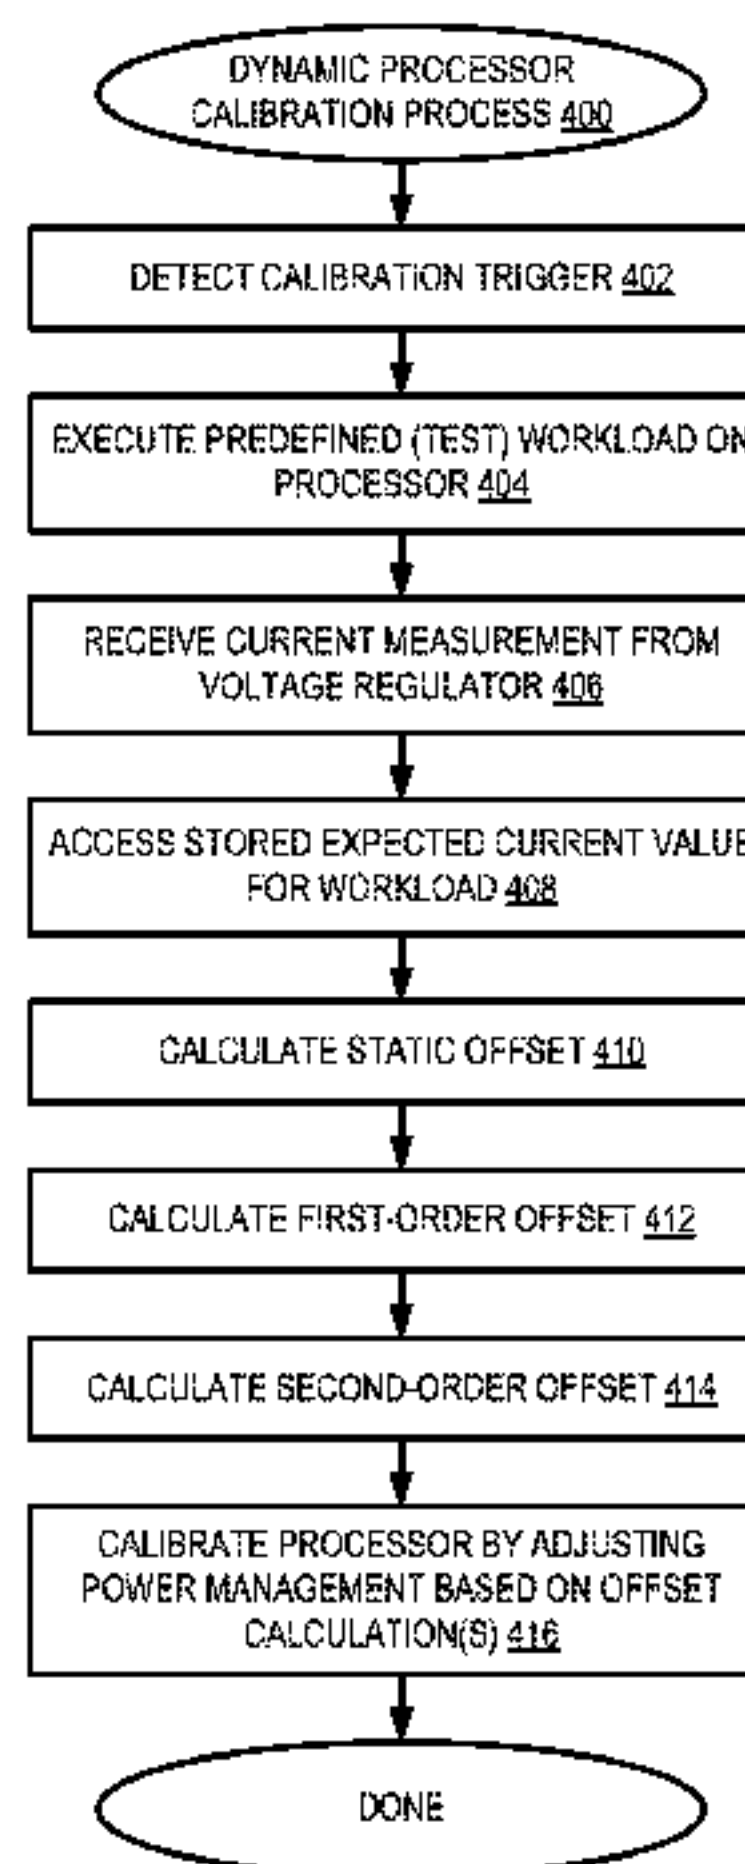 DYNAMIC PROCESSOR
CALIBRATION PROCESS 400
DETECT CALIBRATION TRIGGER 402
EXECUTE PREDEFINED (TEST) WORKLOAD ON
PROCESSOR 404
RECEIVE CURRENT MEASUREMENT FROM
VOLTAGE REGULATOR 406
ACCESS STORED EXPECTED CURRENT VALUE
FOR WORKLOAD 408
CALCULATE STATIC OFFSET 410
CALCULATE FIRST-ORDER OFFSET 412
CALCULATE SECOND-ORDER OFFSET 414
CALIBRATE PROCESSOR BY ADJUSTING
POWER MANAGEMENT BASED ON OFFSET
CALCULATION(S) 416
DONE